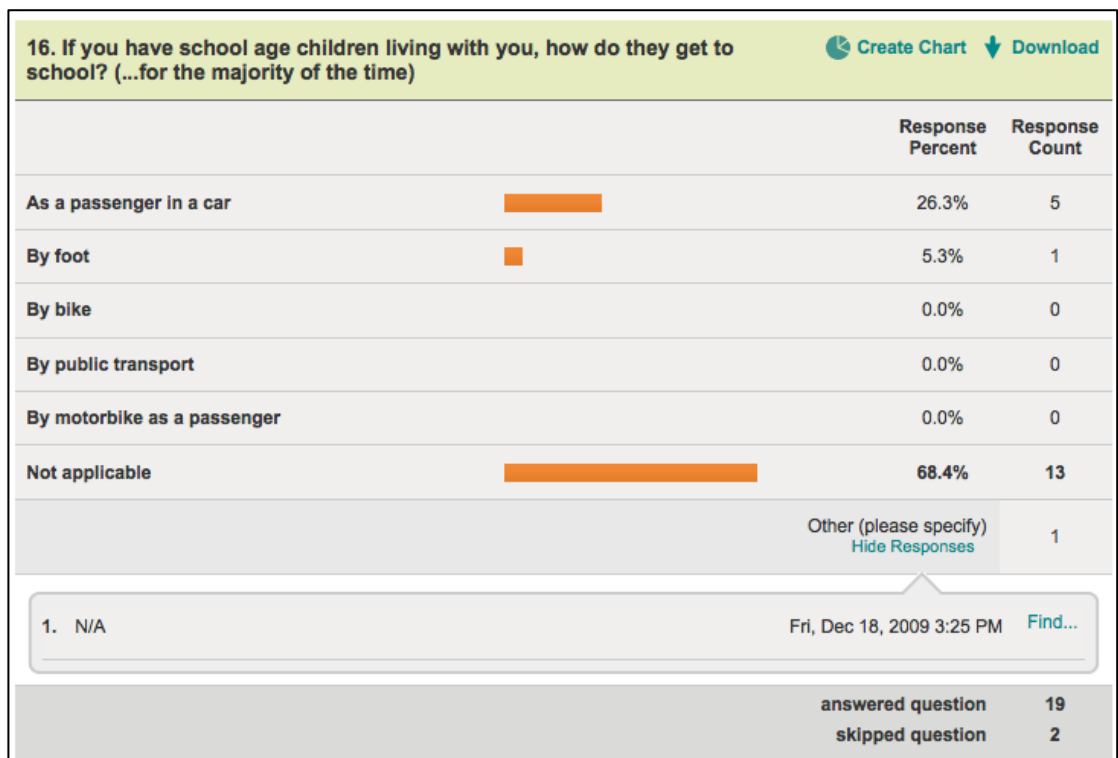 16. If you have school age children living with you, how do they get to
school? (...for the majority of the time)
Create Chart Download
Response Percent Response Count
As a passenger in a car 26.3% 5
By foot 5.3% 1
By bike 0.0% 0
By public transport 0.0% 0
By motorbike as a passenger 0.0% 0
Not applicable 68.4% 13
Other (please specify) 1
Hide Responses
1. N/A Fri, Dec 18, 2009 3:25 PM Find...
answered question 19
skipped question 2